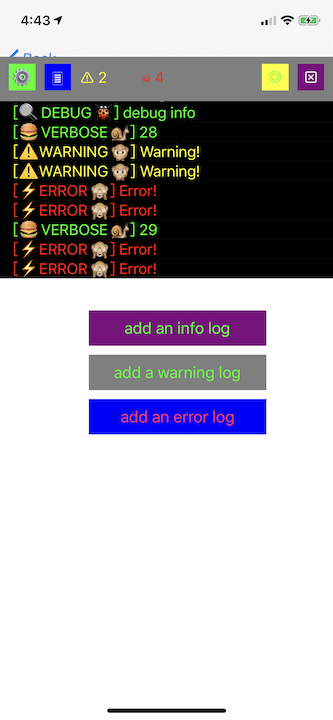 4:43
Back
⚠ 2
☠ 4
[🔍 DEBUG 🐞] debug info
[🍔 VERBOSE 🐌] 28
[⚠️WARNING 🙊] Warning!
[⚠️WARNING 🙊] Warning!
[⚡ERROR 🙈] Error!
[⚡ERROR 🙈] Error!
[🍔 VERBOSE 🐌] 29
[⚡ERROR 🙈] Error!
[⚡ERROR 🙈] Error!
add an info log
add a warning log
add an error log